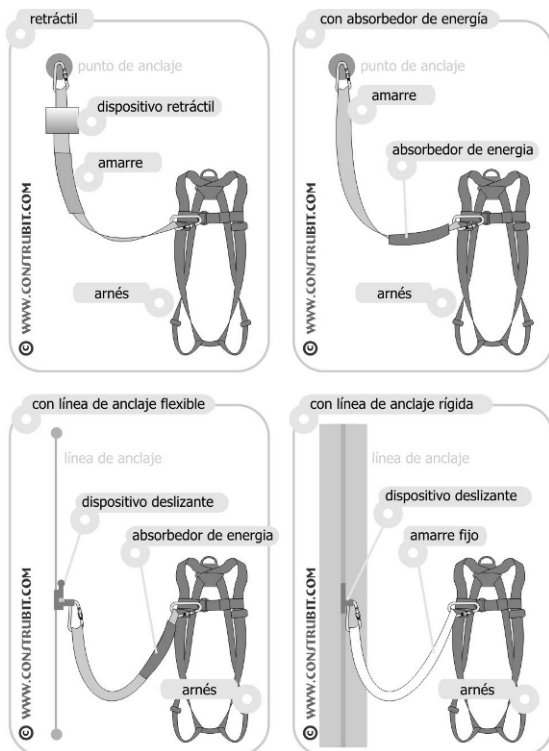 retráctil
punto de anclaje
dispositivo retráctil
amarre
arnés
© WWW.CONSTRUBIT.COM
con absorbedor de energía
punto de anclaje
amarre
absorbedor de energia
arnés
© WWW.CONSTRUBIT.COM
con línea de anclaje flexible
línea de anclaje
dispositivo deslizante
absorbedor de energia
arnés
© WWW.CONSTRUBIT.COM
con línea de anclaje rígida
línea de anclaje
dispositivo deslizante
amarre fijo
arnés
© WWW.CONSTRUBIT.COM